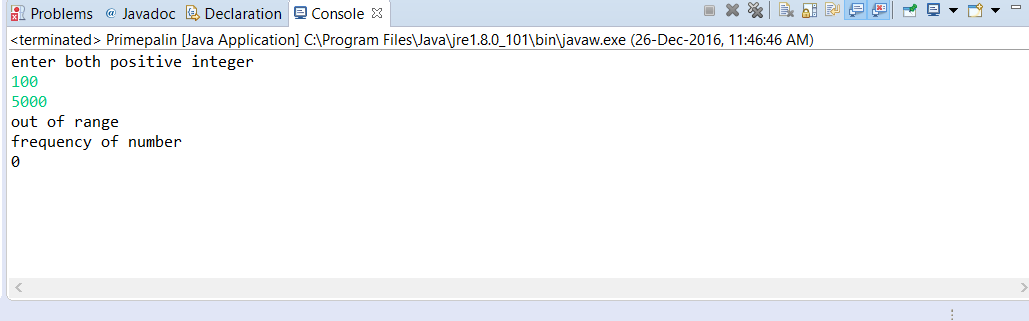 Problems @ Javadoc Declaration Console
<terminated> Primepalin [Java Application] C:\Program Files\Java\jre1.8.0_101\bin\javaw.exe (26-Dec-2016, 11:46:46 AM)
enter both positive integer
100
5000
out of range
frequency of number
0